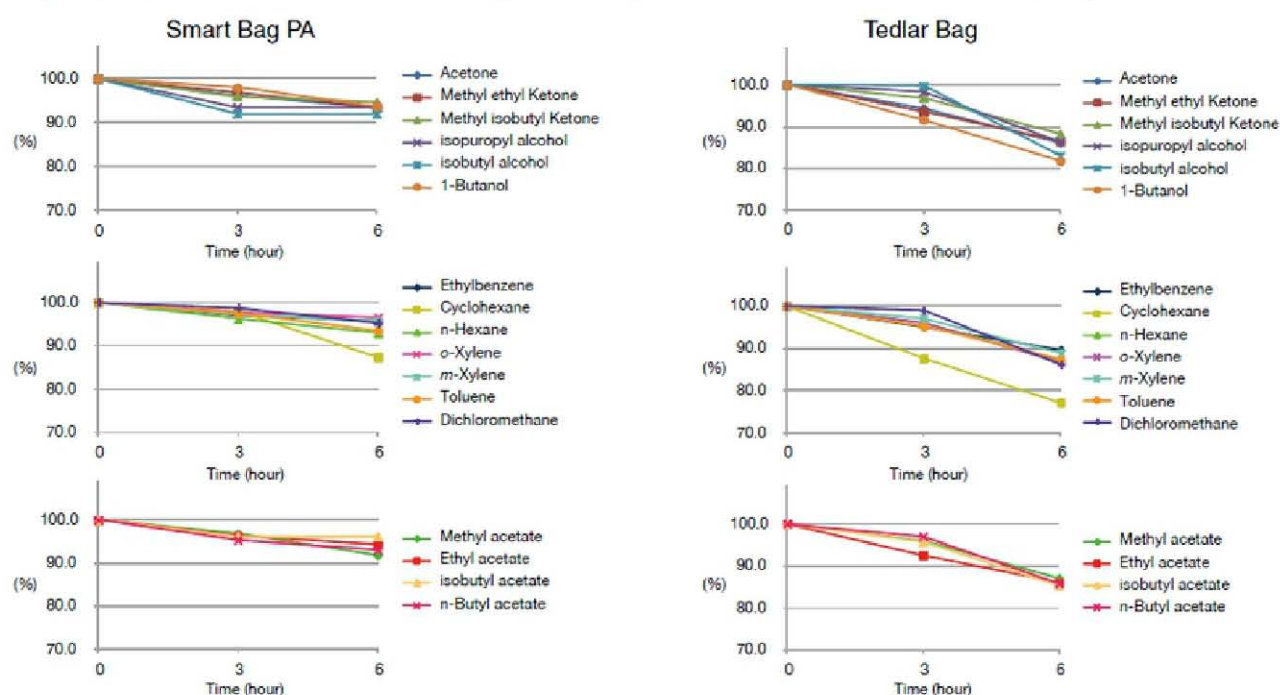 Smart Bag PA
100.0
90.0
(%)
80.0
70.0
0
3
6
Time (hour)
Acetone
Methyl ethyl Ketone
Methyl isobutyl Ketone
isopuropyl alcohol
isobutyl alcohol
1-Butanol
Tedlar Bag
100.0
90.0
(%)
80.0
70.0
0
3
6
Time (hour)
Acetone
Methyl ethyl Ketone
Methyl isobutyl Ketone
isopuropyl alcohol
isobutyl alcohol
1-Butanol
100.0
90.0
(%)
80.0
70.0
0
3
6
Time (hour)
Ethylbenzene
Cyclohexane
n-Hexane
o-Xylene
m-Xylene
Toluene
Dichloromethane
100.0
90.0
(%)
80.0
70.0
0
3
6
Time (hour)
Ethylbenzene
Cyclohexane
n-Hexane
o-Xylene
m-Xylene
Toluene
Dichloromethane
100.0
90.0
(%)
80.0
70.0
0
3
6
Time (hour)
Methyl acetate
Ethyl acetate
isobutyl acetate
n-Butyl acetate
100.0
90.0
(%)
80.0
70.0
0
3
6
Time (hour)
Methyl acetate
Ethyl acetate
isobutyl acetate
n-Butyl acetate